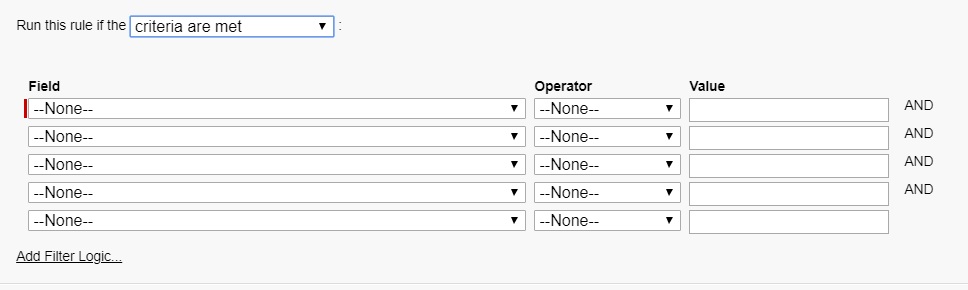 Run this rule if the criteria are met :
Field Operator Value
--None-- --None-- AND
--None-- --None-- AND
--None-- --None-- AND
--None-- --None-- AND
--None-- --None--
Add Filter Logic...